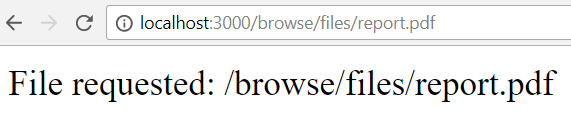 localhost:3000/browse/files/report.pdf
File requested: /browse/files/report.pdf